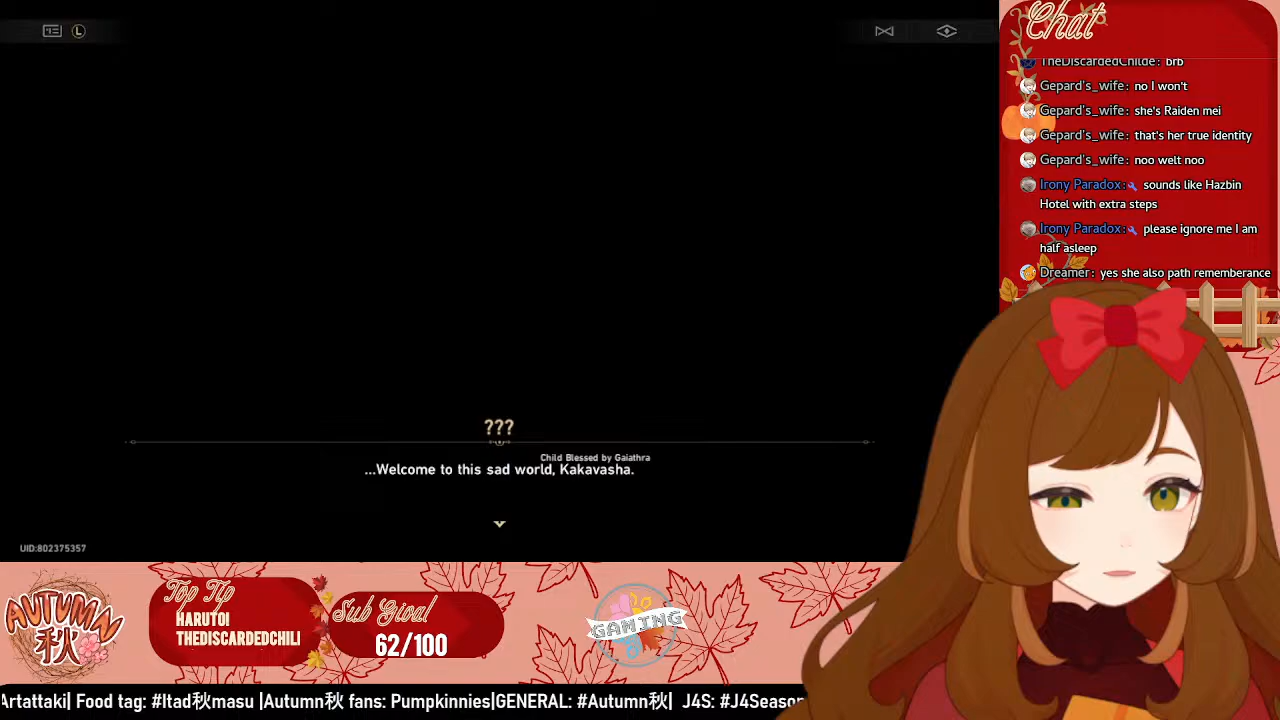 L
Chat
TheDiscardedChilde: brb
Gepard's_wife: no I won't
Gepard's_wife: she's Raiden mei
Gepard's_wife: that's her true identity
Gepard's_wife: noo welt noo
Irony Paradox: sounds like Hazbin
Hotel with extra steps
Irony Paradox: please ignore me I am
half asleep
Dreamer: yes she also path rememberance
???
Child Blessed by Gaiathra
...Welcome to this sad world, Kakavasha.
UID:802375357
AUTUMN
秋
Top Tip
HARUTOI
THEDISCARDEDCHILI
Sub Gioal
62/100
GAMING
Artattaki| Food tag: #Itad秋masu |Autumn秋 fans: Pumpkinnies|GENERAL: #Autumn秋| J4S: #J4Season